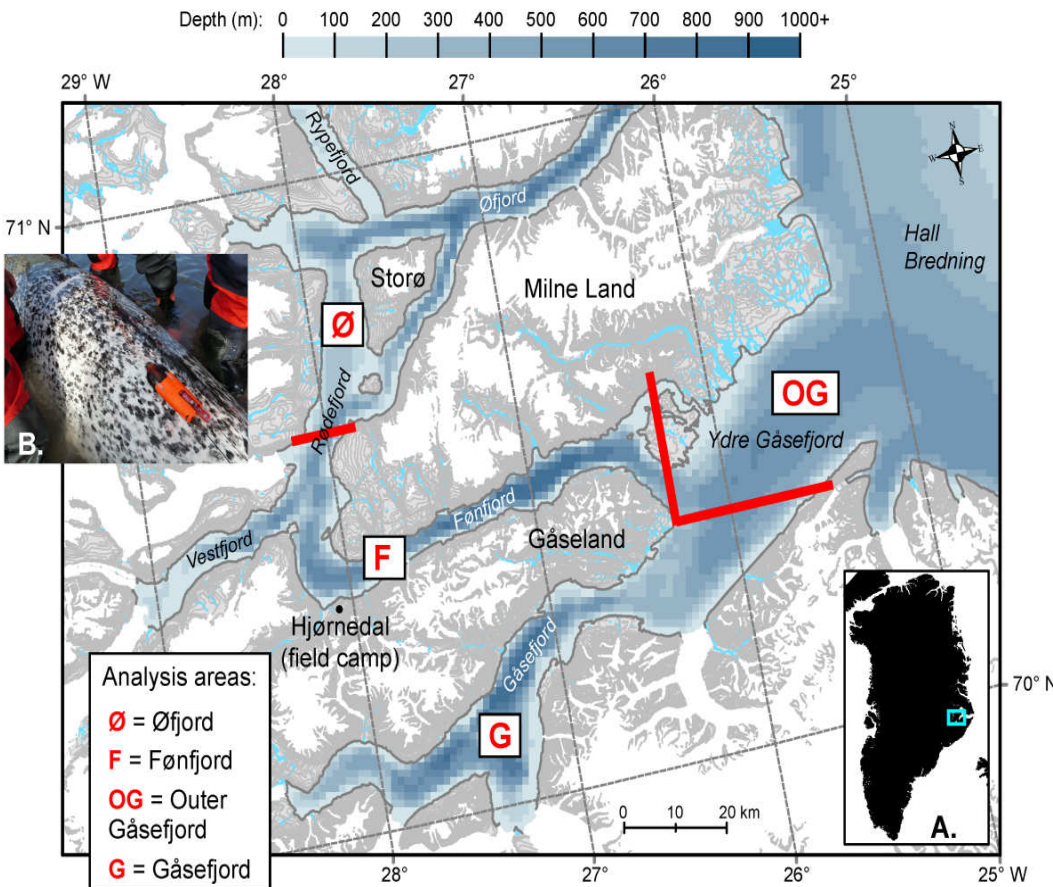 Depth (m): 0 100 200 300 400 500 600 700 800 900 1000+
29° W 28° 27° 26° 25°
Rypefjord
Øfjord
71° N
Hall
Bredning
Storø
Milne Land
Ø
OG
B.
Rødefjord
Ydre Gåsefjord
Fønfjord
Vestfjord
Gåseland
F
Hjørnedal
(field camp)
Gåsefjord
Analysis areas:
Ø = Øfjord
F = Fønfjord
OG = Outer
Gåsefjord
G = Gåsefjord
G
70° N
0 10 20 km
A.
28° 27° 26° 25° W
N
E
S
W